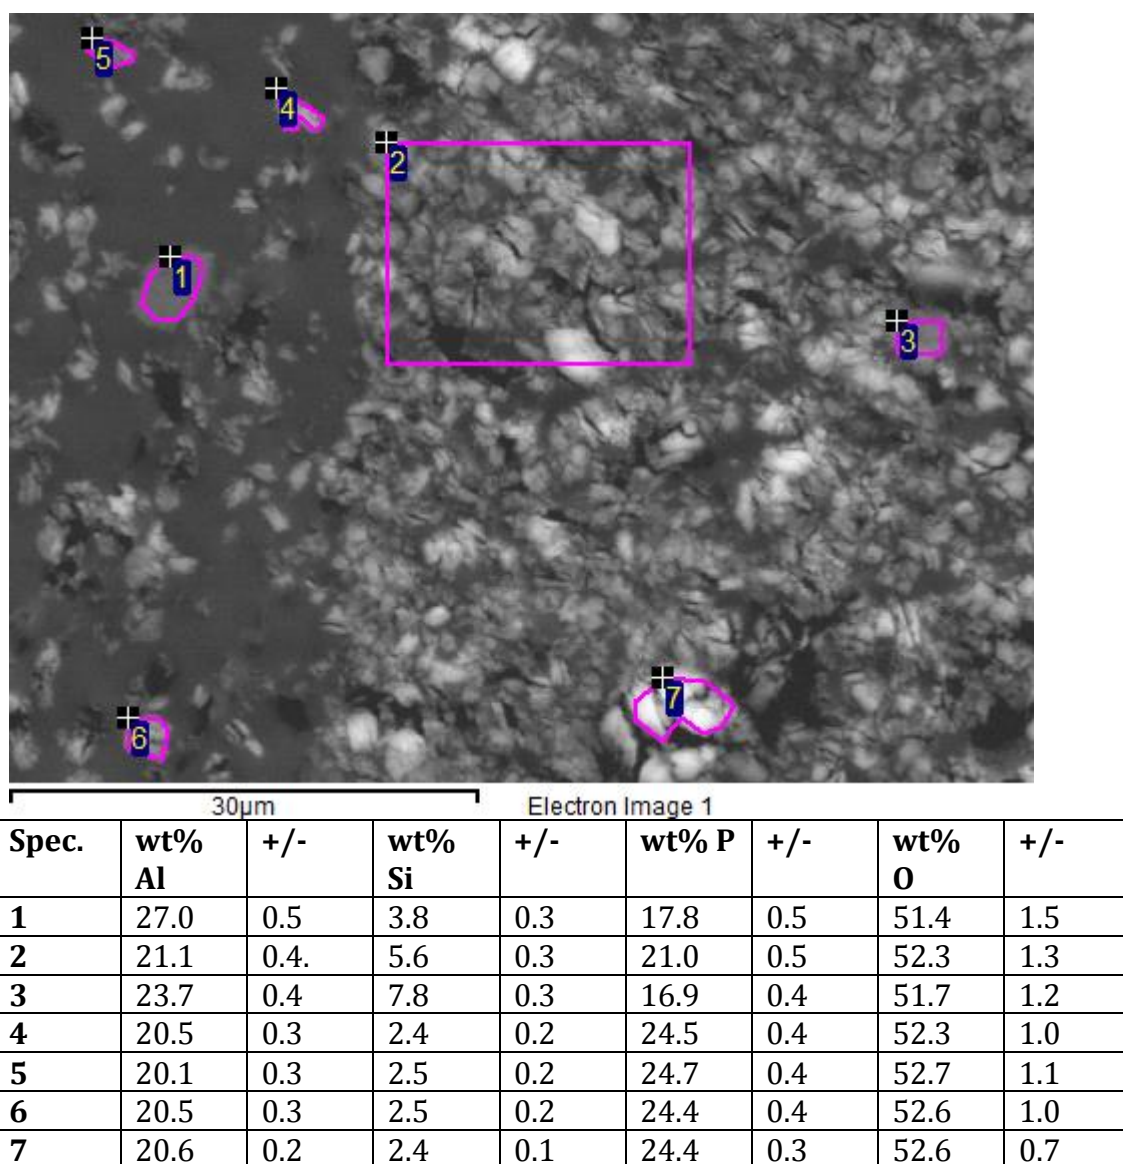 5
4
2
1
3
7
6
30µm Electron Image 1
Spec. wt% Al +/- wt% Si +/- wt% P +/- wt% O +/-
1 27.0 0.5 3.8 0.3 17.8 0.5 51.4 1.5
2 21.1 0.4. 5.6 0.3 21.0 0.5 52.3 1.3
3 23.7 0.4 7.8 0.3 16.9 0.4 51.7 1.2
4 20.5 0.3 2.4 0.2 24.5 0.4 52.3 1.0
5 20.1 0.3 2.5 0.2 24.7 0.4 52.7 1.1
6 20.5 0.3 2.5 0.2 24.4 0.4 52.6 1.0
7 20.6 0.2 2.4 0.1 24.4 0.3 52.6 0.7